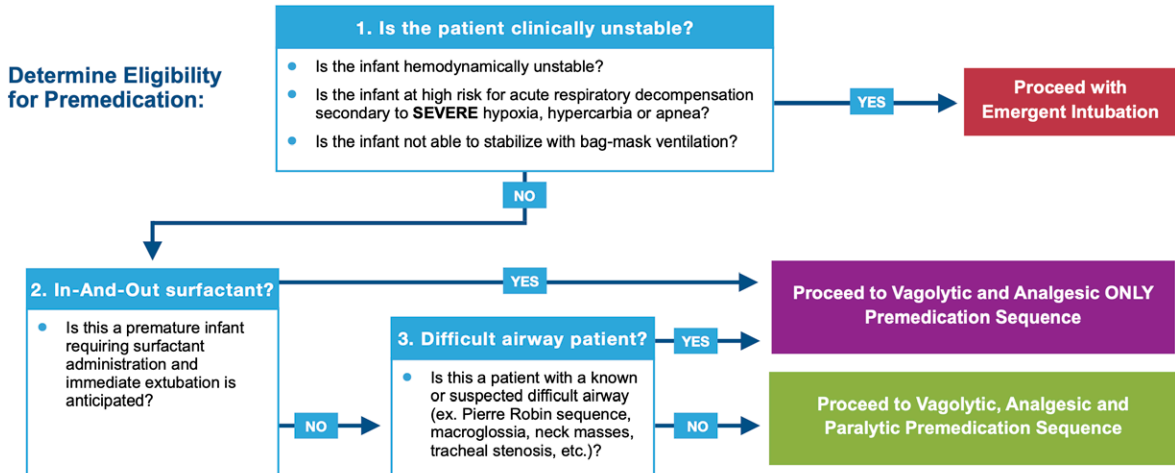 Determine Eligibility
for Premedication:
1. Is the patient clinically unstable?
• Is the infant hemodynamically unstable?
• Is the infant at high risk for acute respiratory decompensation
secondary to SEVERE hypoxia, hypercarbia or apnea?
• Is the infant not able to stabilize with bag-mask ventilation?
YES
Proceed with
Emergent Intubation
NO
2. In-And-Out surfactant?
• Is this a premature infant
requiring surfactant
administration and
immediate extubation is
anticipated?
YES
Proceed to Vagolytic and Analgesic ONLY
Premedication Sequence
NO
3. Difficult airway patient?
• Is this a patient with a known
or suspected difficult airway
(ex. Pierre Robin sequence,
macroglossia, neck masses,
tracheal stenosis, etc.)?
YES
NO
Proceed to Vagolytic, Analgesic and
Paralytic Premedication Sequence